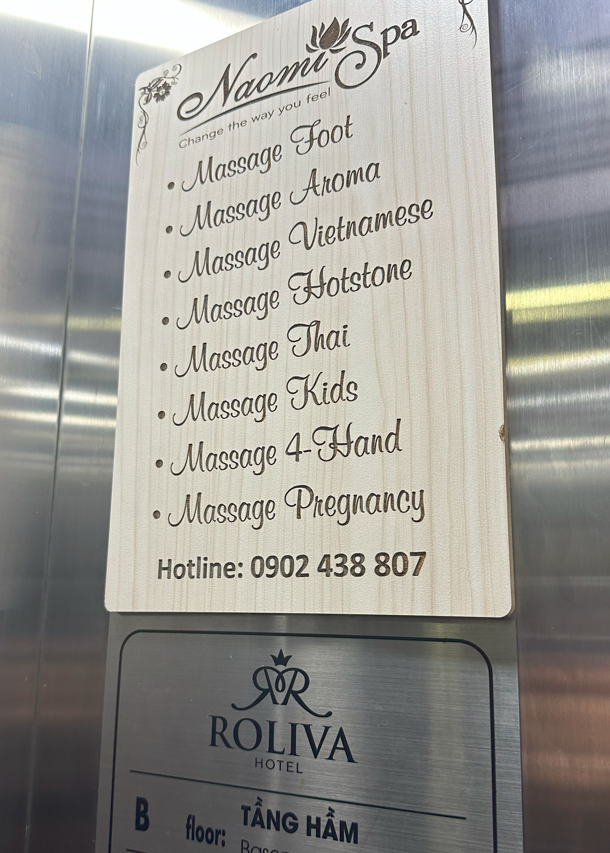 Naomi Spa
Change the way you feel
• Massage Foot
• Massage Aroma
• Massage Vietnamese
• Massage Hotstone
• Massage Thai
• Massage Kids
• Massage 4-Hand
• Massage Pregnancy
Hotline: 0902 438 807
RR
ROLIVA
HOTEL
B floor: TẦNG HẦM